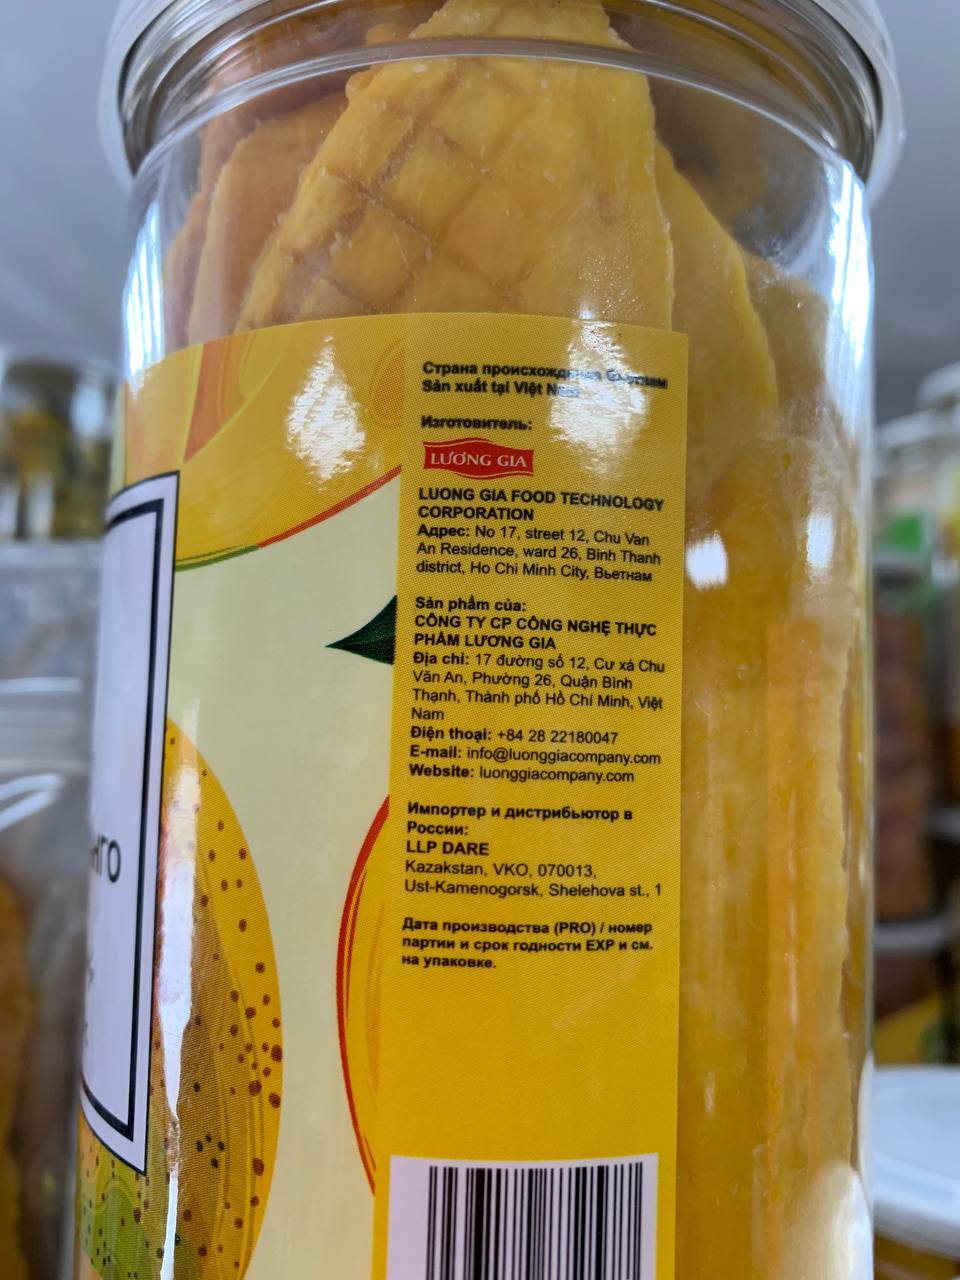 Страна происхождения Вьетнам
Sản xuất tại Việt Nam
Изготовитель:
LƯƠNG GIA
LUONG GIA FOOD TECHNOLOGY
CORPORATION
Адрес: No 17, street 12, Chu Van
An Residence, ward 26, Binh Thanh
district, Ho Chi Minh City, Вьетнам
Sản phẩm của:
CÔNG TY CP CÔNG NGHỆ THỰC
PHẨM LƯƠNG GIA
Địa chỉ: 17 đường số 12, Cư xá Chu
Văn An, Phường 26, Quận Bình
Thạnh, Thành phố Hồ Chí Minh, Việt
Nam
Điện thoại: +84 28 22180047
E-mail: info@luonggiacompany.com
Website: luonggiacompany.com
Импортер и дистрибьютор в
России:
LLP DARE
Kazakstan, VKO, 070013,
Ust-Kamenogorsk, Shelehova st., 1
Дата производства (PRO) / номер
партии и срок годности EXP и см.
на упаковке.